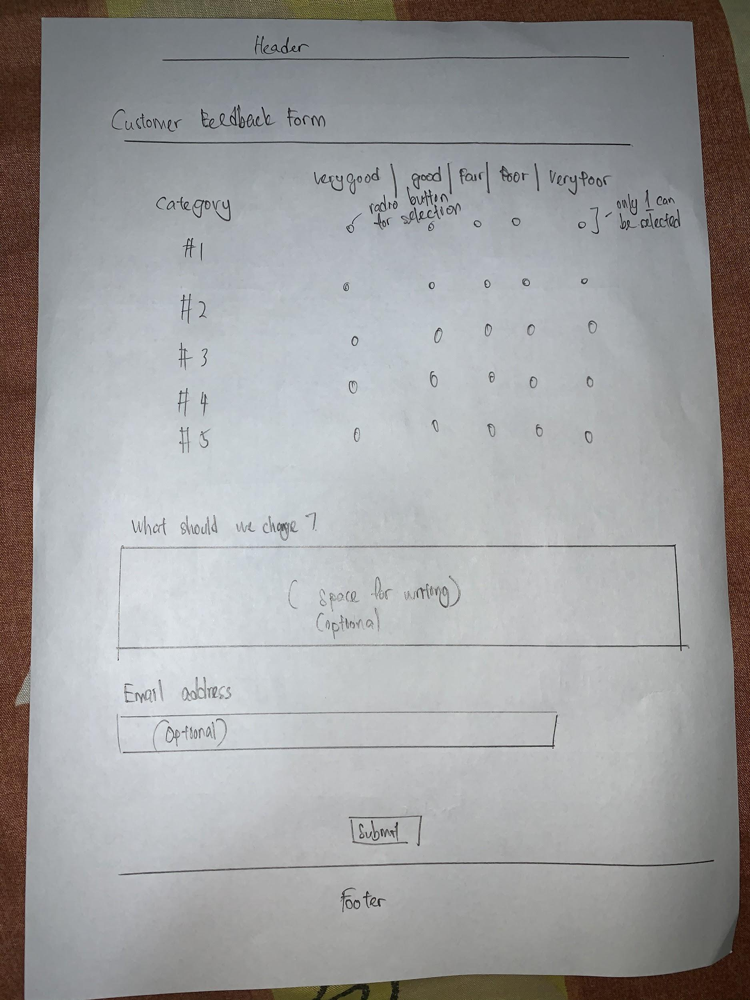 Header
Customer Feedback Form
very good | good | Fair | Poor | Very Poor
Category
radio button
for selection
only 1 can
be selected
#1
#2
#3
#4
#5
What should we change ?
( Space for writing)
(optional
Email address
(Optional)
Submit
Footer